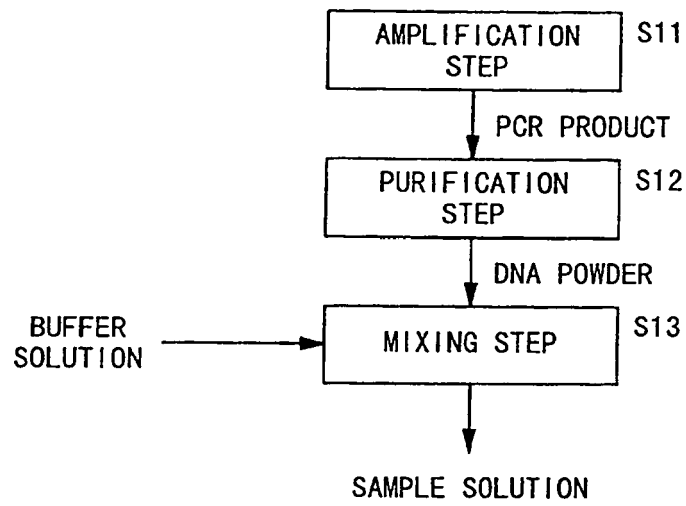 AMPLIFICATION
STEP
S11
PCR PRODUCT
PURIFICATION
STEP
S12
DNA POWDER
BUFFER
SOLUTION
MIXING STEP
S13
SAMPLE SOLUTION